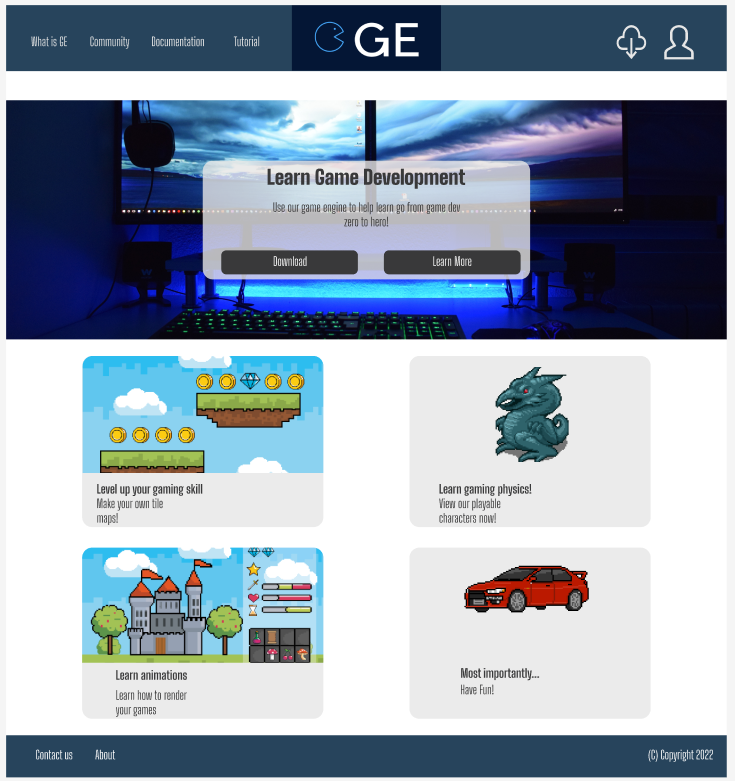 What is GE Community Documentation Tutorial GE
Learn Game Development
Use our game engine to help learn go from game dev
zero to hero!
Download Learn More
Level up your gaming skill
Make your own tile
maps!
Learn gaming physics!
View our playable
characters now!
Learn animations
Learn how to render
your games
Most importantly...
Have Fun!
Contact us About (C) Copyright 2022